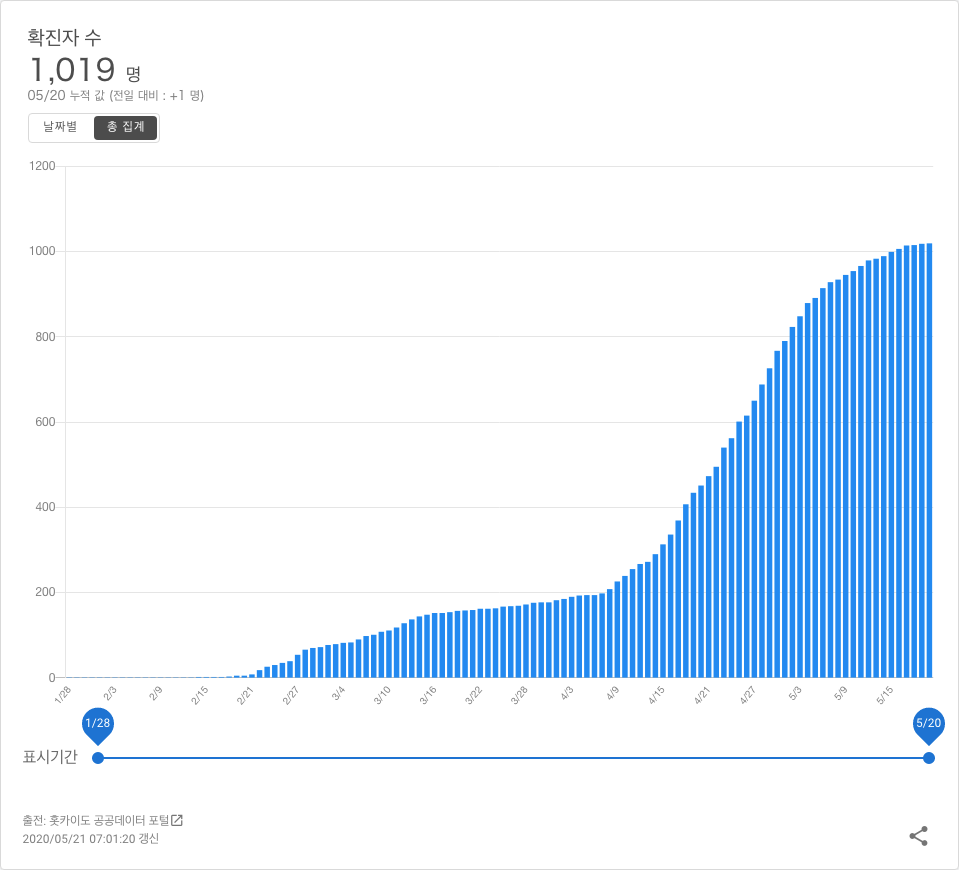 확진자 수
1,019 명
05/20 누적 값 (전일 대비 : +1 명)
날짜별 총 집계
1200
1000
800
600
400
200
0
1/28 2/3 2/9 2/15 2/21 2/27 3/4 3/10 3/16 3/22 3/28 4/3 4/9 4/15 4/21 4/27 5/3 5/9 5/15
1/28 5/20
표시기간
출전: 홋카이도 공공데이터 포털
2020/05/21 07:01:20 갱신